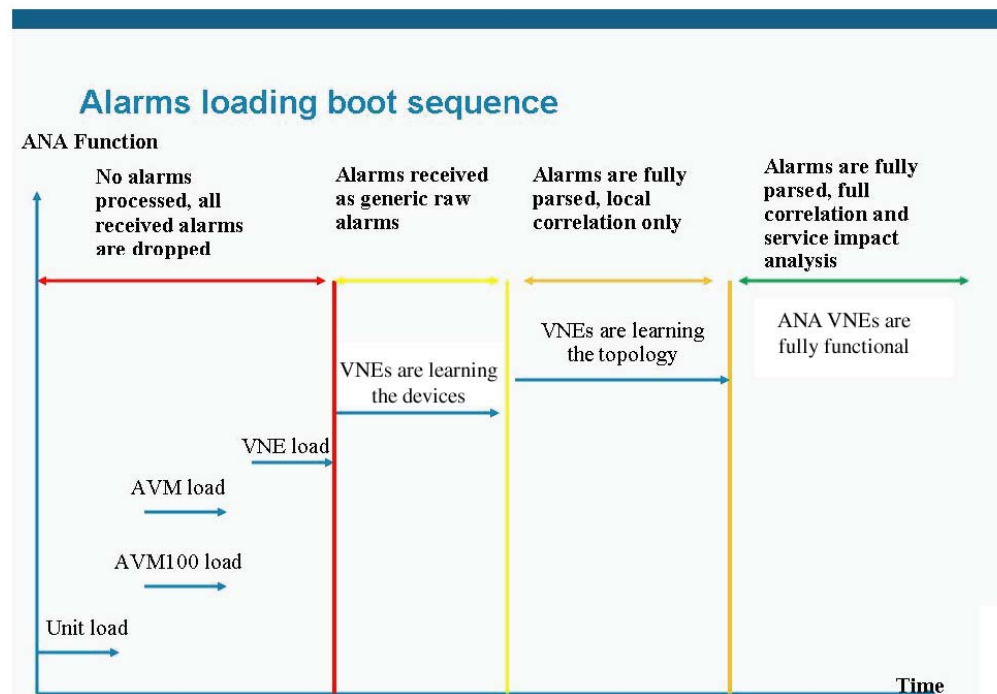 Alarms loading boot sequence
ANA Function
No alarms
processed, all
received alarms
are dropped
Alarms received
as generic raw
alarms
Alarms are fully
parsed, local
correlation only
Alarms are fully
parsed, full
correlation and
service impact
analysis
VNEs are learning
the topology
ANA VNEs are
fully functional
VNEs are learning
the devices
VNE load
AVM load
AVM100 load
Unit load
Time